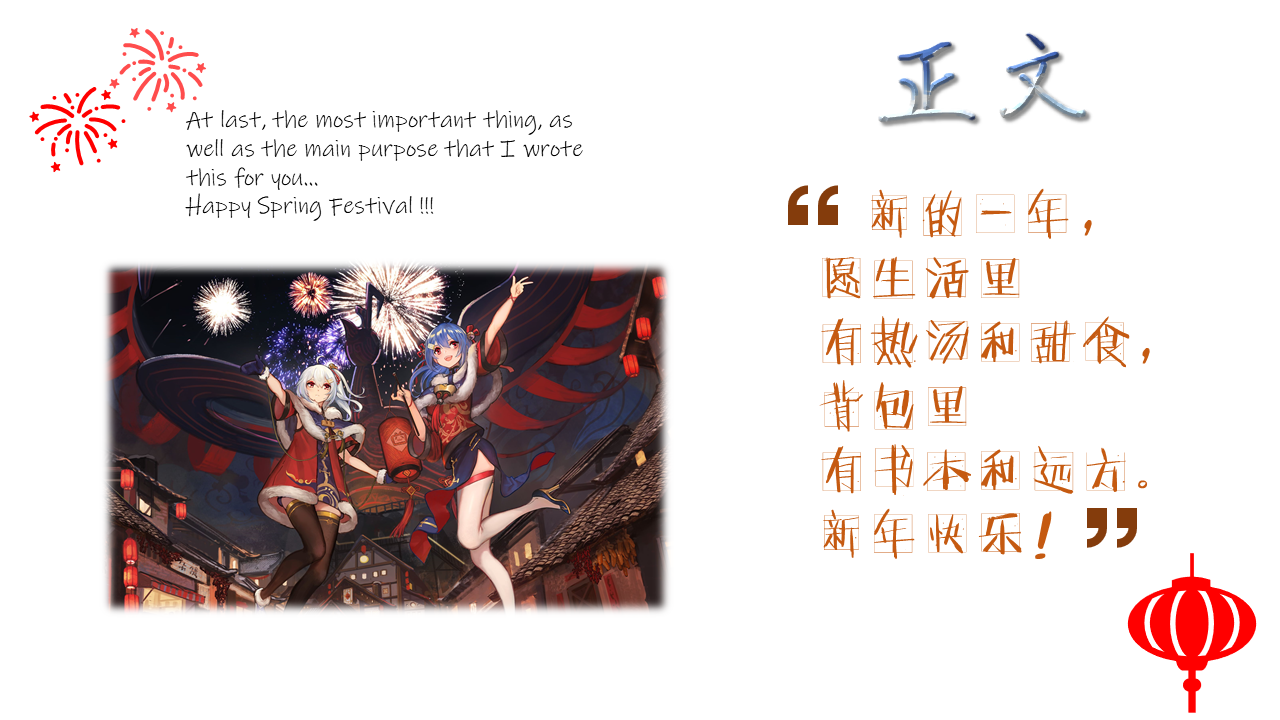 At last, the most important thing, as
well as the main purpose that I wrote
this for you...
Happy Spring Festival !!!
正文
“ 新的一年，
愿生活里
有热汤和甜食，
背包里
有书本和远方。
新年快乐！ ”